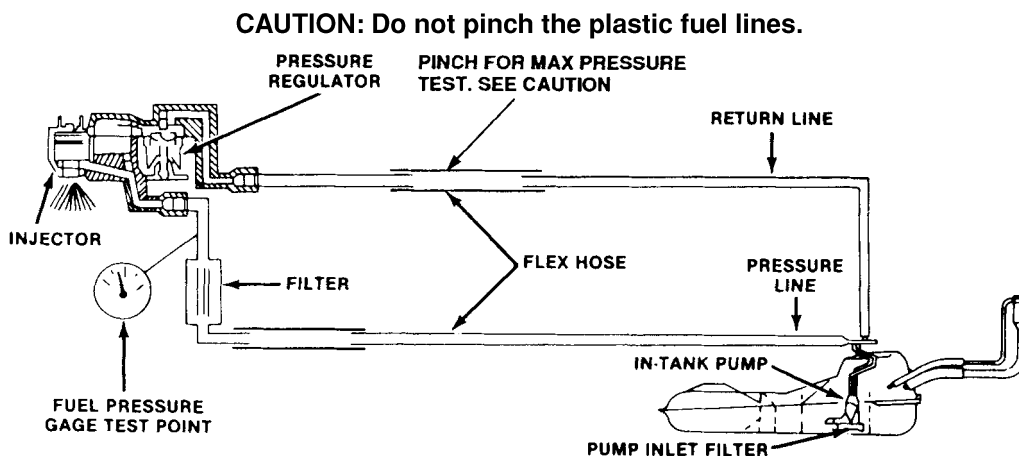 CAUTION: Do not pinch the plastic fuel lines.
PRESSURE
REGULATOR
PINCH FOR MAX PRESSURE
TEST. SEE CAUTION
RETURN LINE
INJECTOR
FLEX HOSE
PRESSURE
LINE
FILTER
IN-TANK PUMP
FUEL PRESSURE
GAGE TEST POINT
PUMP INLET FILTER